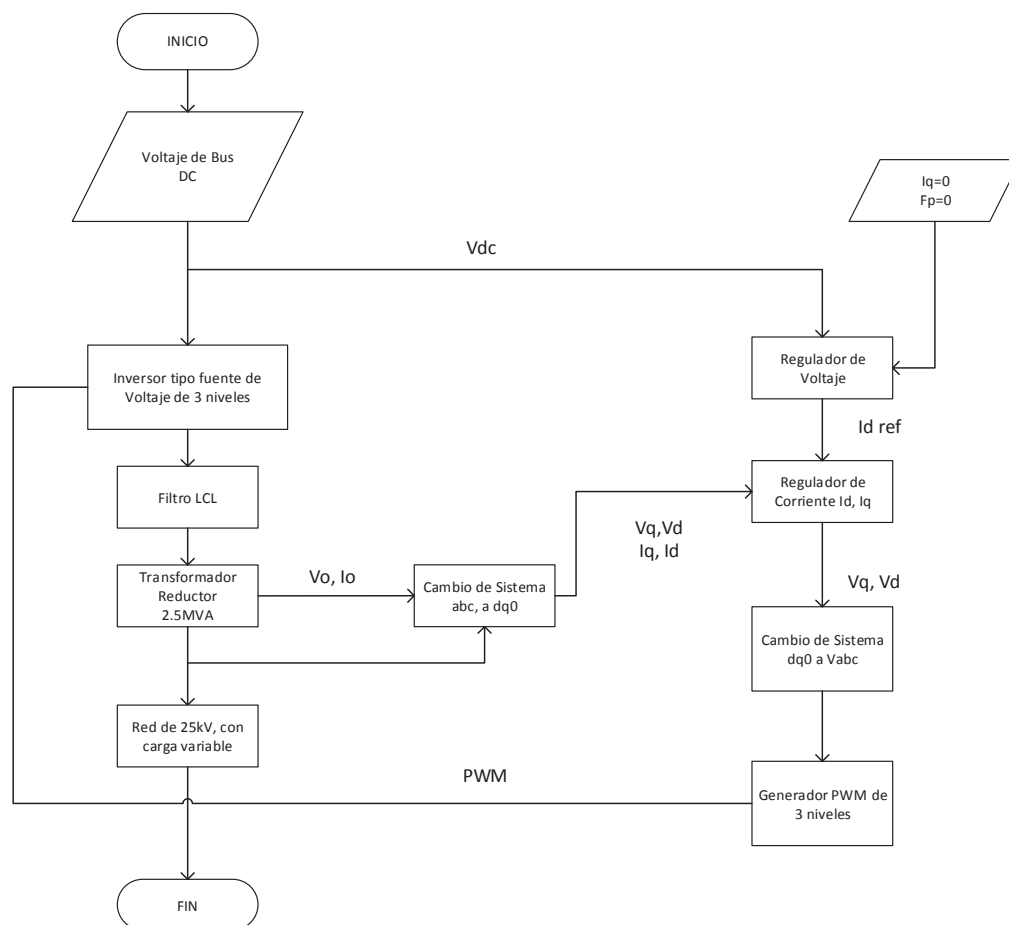 INICIO
Voltaje de Bus
DC
Iq=0
Fp=0
Vdc
Inversor tipo fuente de
Voltaje de 3 niveles
Regulador de
Voltaje
Id ref
Filtro LCL
Regulador de
Corriente Id, Iq
Vq,Vd
Iq, Id
Transformador
Reductor
2.5MVA
Vo, Io
Cambio de Sistema
abc, a dq0
Vq, Vd
Cambio de Sistema
dq0 a Vabc
Red de 25kV, con
carga variable
PWM
Generador PWM de
3 niveles
FIN